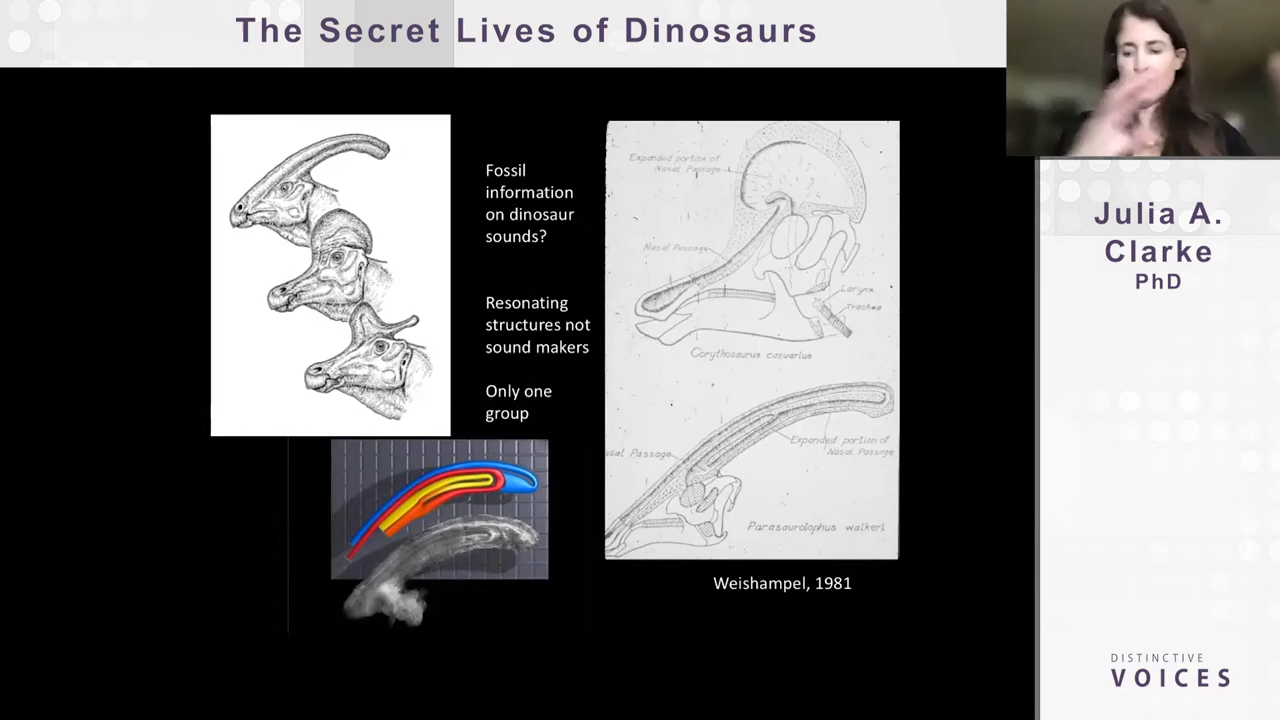 The Secret Lives of Dinosaurs
Fossil
information
on dinosaur
sounds?
Resonating
structures not
sound makers
Only one
group
Expanded portion of
Nasal Passage
Nasal Passage
Larynx
Trachea
Corythosaurus casuarius
Expanded portion of
Nasal Passage
asal Passage
Parasaurolophus walkeri
Weishampel, 1981
Julia A.
Clarke
PhD
DISTINCTIVE
VOICES